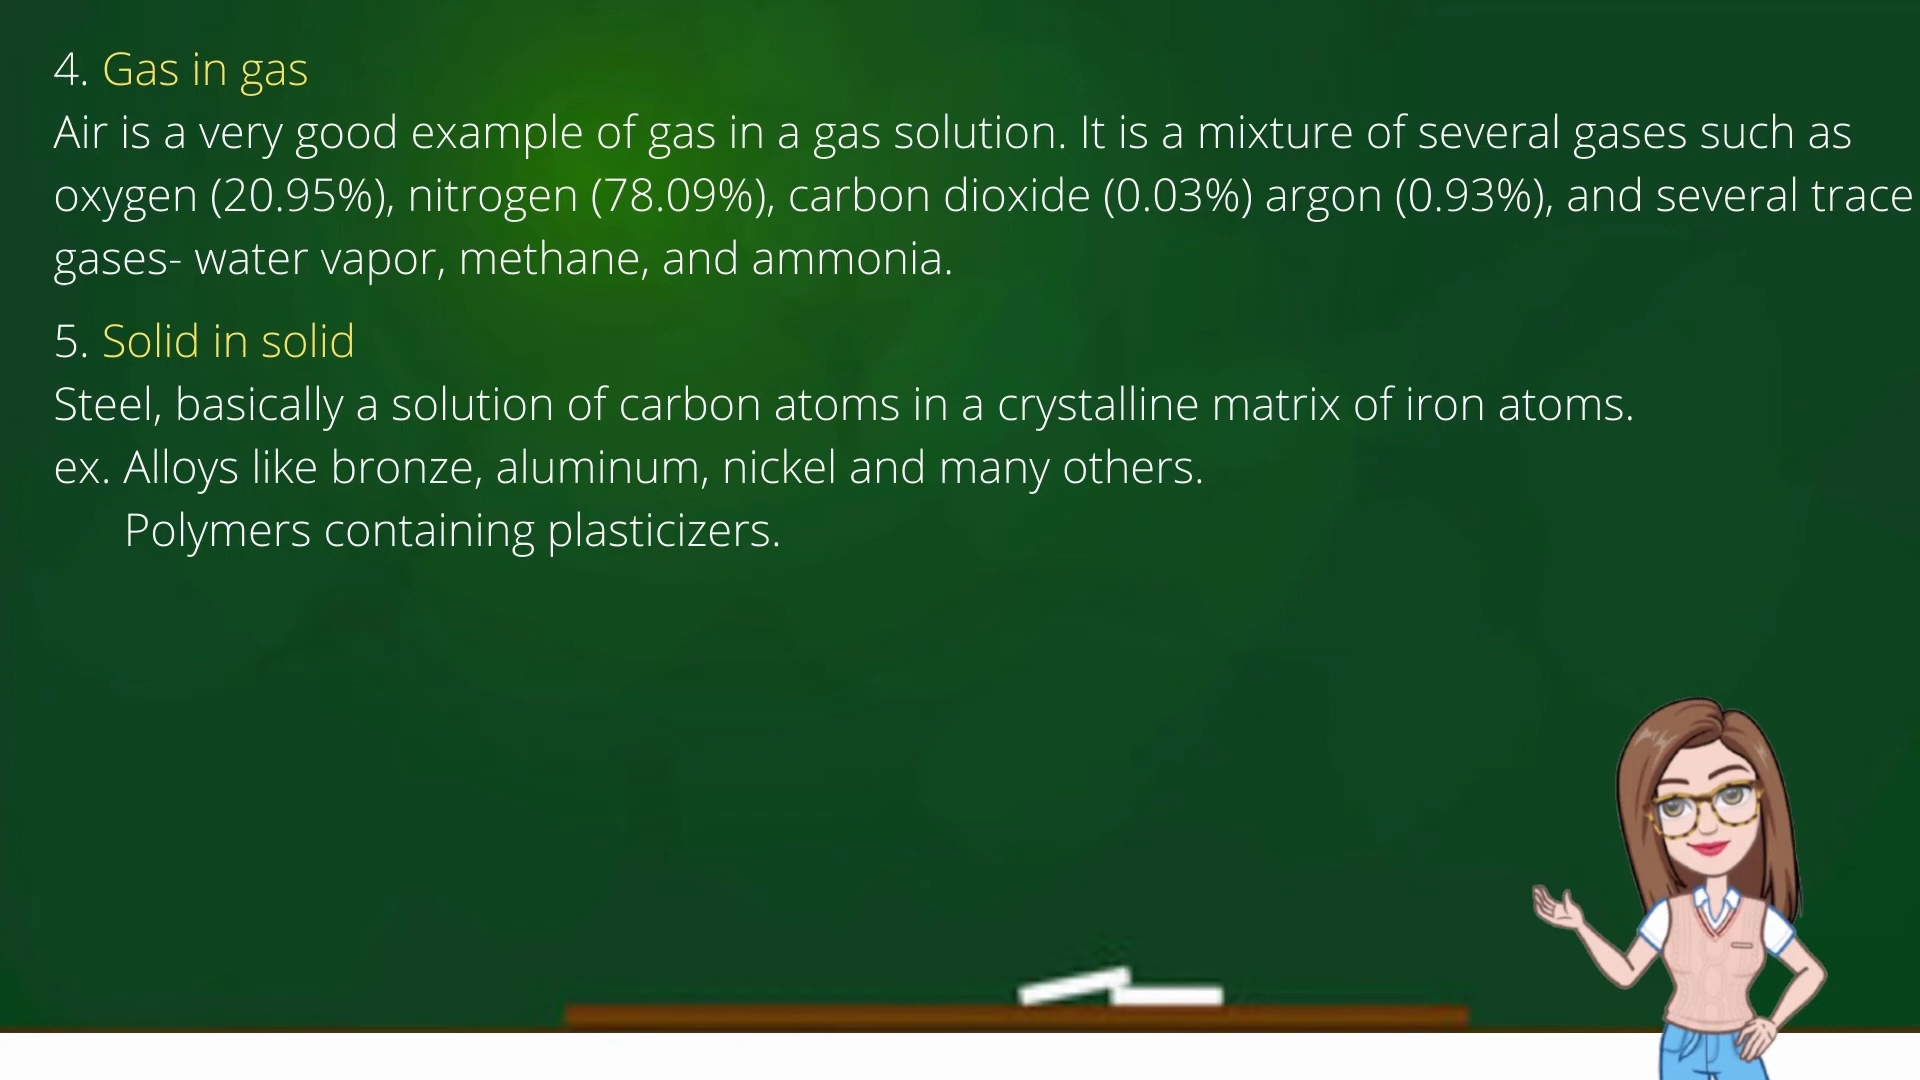 4. Gas in gas
Air is a very good example of gas in a gas solution. It is a mixture of several gases such as
oxygen (20.95%), nitrogen (78.09%), carbon dioxide (0.03%) argon (0.93%), and several trace
gases- water vapor, methane, and ammonia.
5. Solid in solid
Steel, basically a solution of carbon atoms in a crystalline matrix of iron atoms.
ex. Alloys like bronze, aluminum, nickel and many others.
Polymers containing plasticizers.